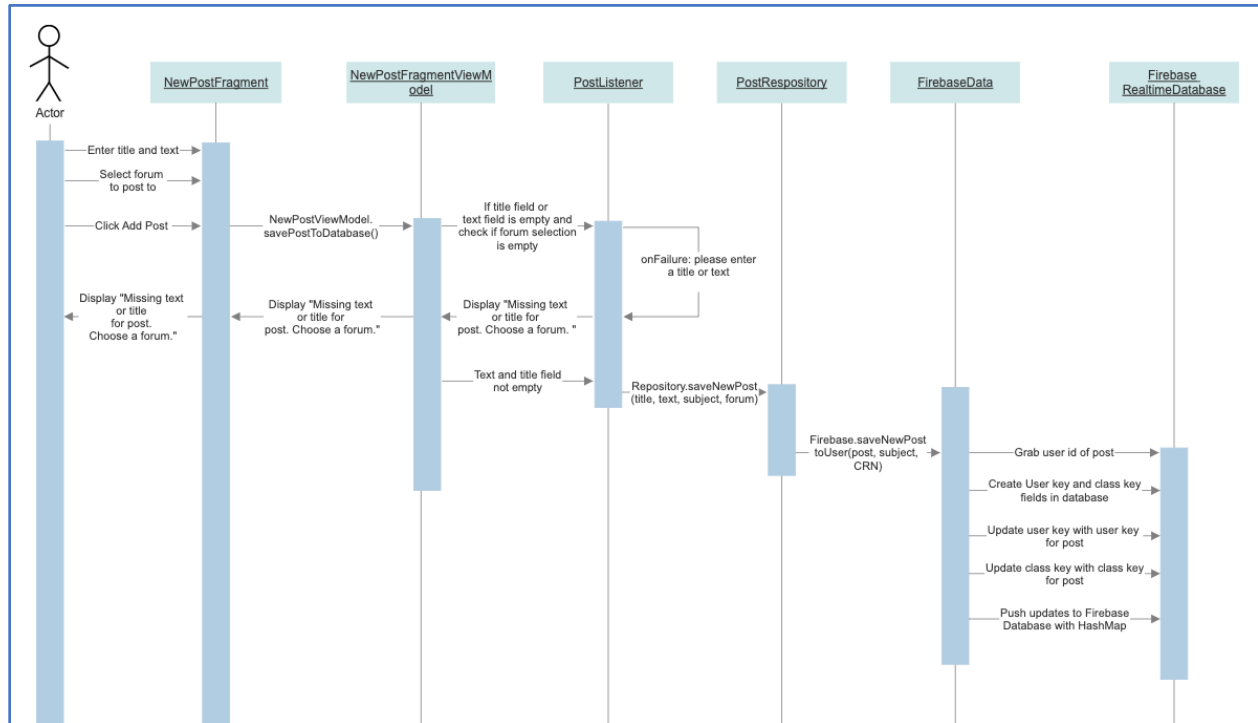 Actor
NewPostFragment
NewPostFragmentViewM
odel
PostListener
PostRespository
FirebaseData
Firebase
RealtimeDatabase
Enter title and text
Select forum
to post to
Click Add Post
NewPostViewModel.
savePostToDatabase()
If title field or
text field is empty and
check if forum selection
is empty
onFailure: please enter
a title or text
Display "Missing text
or title
for post.
Choose a forum."
Display "Missing text
or title for
post. Choose a forum."
Display "Missing text
or title for
post. Choose a forum. "
Text and title field
not empty
Repository.saveNewPost
(title, text, subject, forum)
Firebase.saveNewPost
toUser(post, subject,
CRN)
Grab user id of post
Create User key and class key
fields in database
Update user key with user key
for post
Update class key with class key
for post
Push updates to Firebase
Database with HashMap